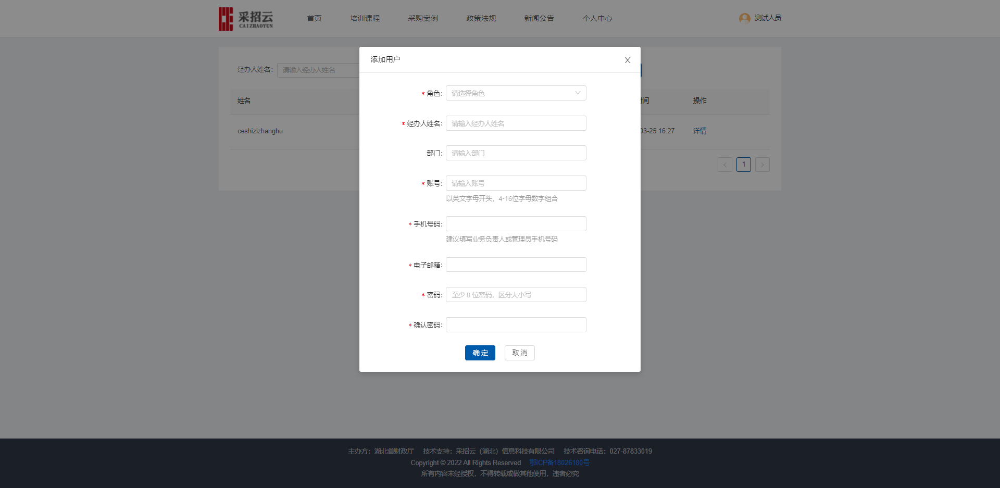 采招云
CAIZHAOYUN
首页 培训课程 采购案例 政策法规 新闻公告 个人中心 测试人员
添加用户
经办人姓名: 请输入经办人姓名
姓名 时间 操作
ceshizizhanghu 03-25 16:27 详情
1
* 角色: 请选择角色
* 经办人姓名: 请输入经办人姓名
部门: 请输入部门
* 账号: 请输入账号
以英文字母开头，4-16位字母数字组合
* 手机号码:
建议填写业务负责人或管理员手机号码
* 电子邮箱:
* 密码: 至少 8 位密码，区分大小写
* 确认密码:
确 定 取 消
主办方：湖北省财政厅 技术支持：采招云（湖北）信息科技有限公司 技术咨询电话：027-87833019
Copyright © 2022 All Rights Reserved 鄂ICP备18026180号
所有内容未经授权，不得转载或做其他使用，违者必究